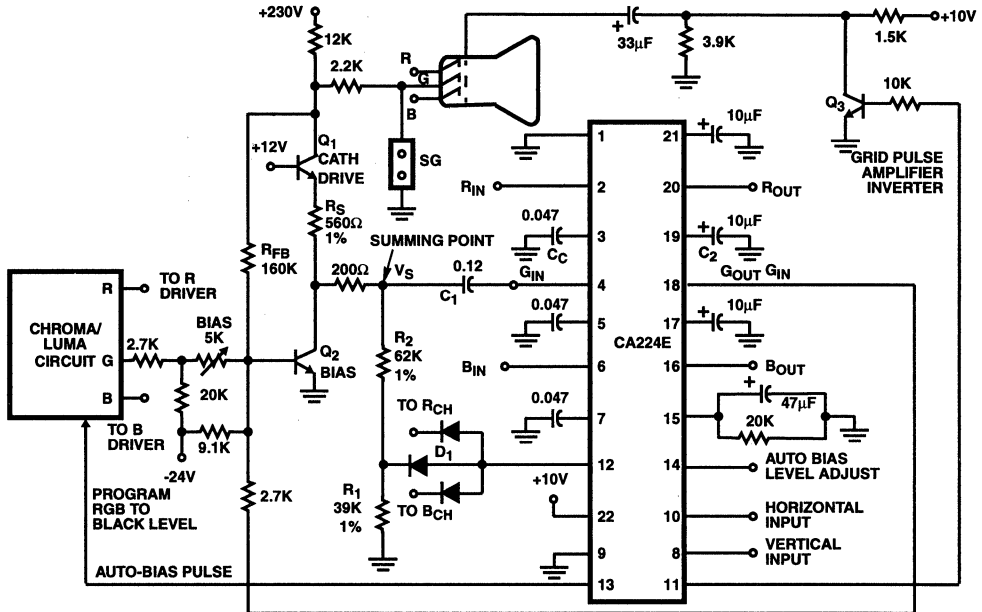 +230V
12K
2.2K
R
G
B
+
33µF
3.9K
1.5K
+10V
10K
Q3
GRID PULSE
AMPLIFIER
INVERTER
+12V
Q1
CATH
DRIVE
SG
RS
560Ω
1%
RFB
160K
SUMMING POINT
200Ω
VS
0.12
C1
GIN
RIN
0.047
CC
0.047
BIN
0.047
+10V
1
2
3
4
5
6
7
12
22
9
13
CA224E
21
20
19
18
17
16
15
14
10
8
11
+
10µF
ROUT
+
10µF
C2
GOUT GIN
+
10µF
BOUT
+
47µF
20K
AUTO BIAS
LEVEL ADJUST
HORIZONTAL
INPUT
VERTICAL
INPUT
R
CHROMA/
LUMA
CIRCUIT
G
B
TO R
DRIVER
BIAS
5K
2.7K
20K
TO B
DRIVER
9.1K
-24V
2.7K
Q2
BIAS
R2
62K
1%
TO RCH
D1
TO BCH
R1
39K
1%
PROGRAM
RGB TO
BLACK LEVEL
AUTO-BIAS PULSE